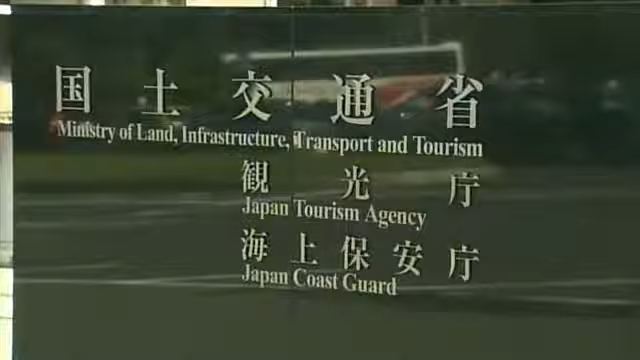 国土交通省
Ministry of Land, Infrastructure, Transport and Tourism
観光庁
Japan Tourism Agency
海上保安庁
Japan Coast Guard